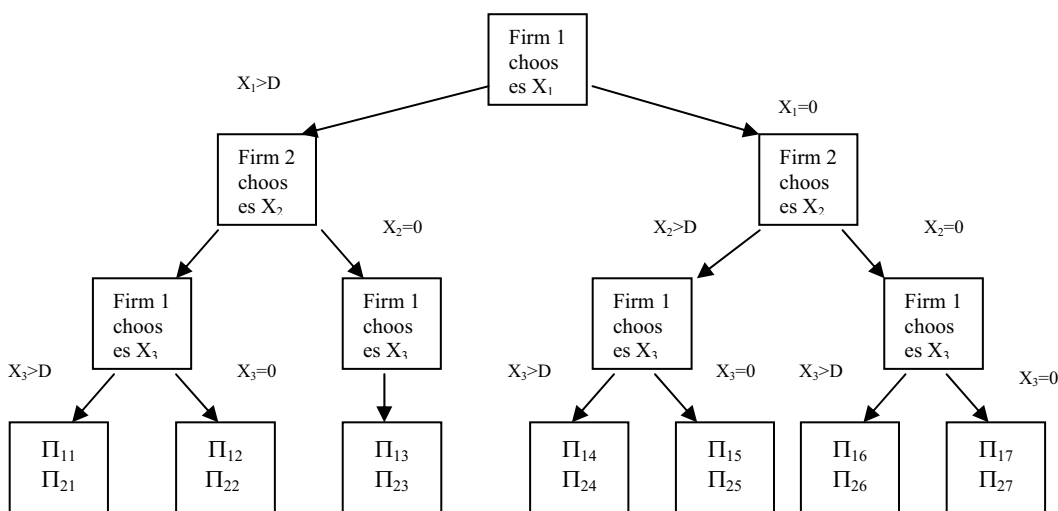 Firm 1
choos
es X₁
X₁>D
X₁=0
Firm 2
choos
es X₂
Firm 2
choos
es X₂
X₂=0
X₂>D
X₂=0
Firm 1
choos
es X₃
Firm 1
choos
es X₃
Firm 1
choos
es X₃
Firm 1
choos
es X₃
X₃>D
X₃=0
X₃>D
X₃=0
X₃>D
X₃=0
Π₁₁
Π₂₁
Π₁₂
Π₂₂
Π₁₃
Π₂₃
Π₁₄
Π₂₄
Π₁₅
Π₂₅
Π₁₆
Π₂₆
Π₁₇
Π₂₇